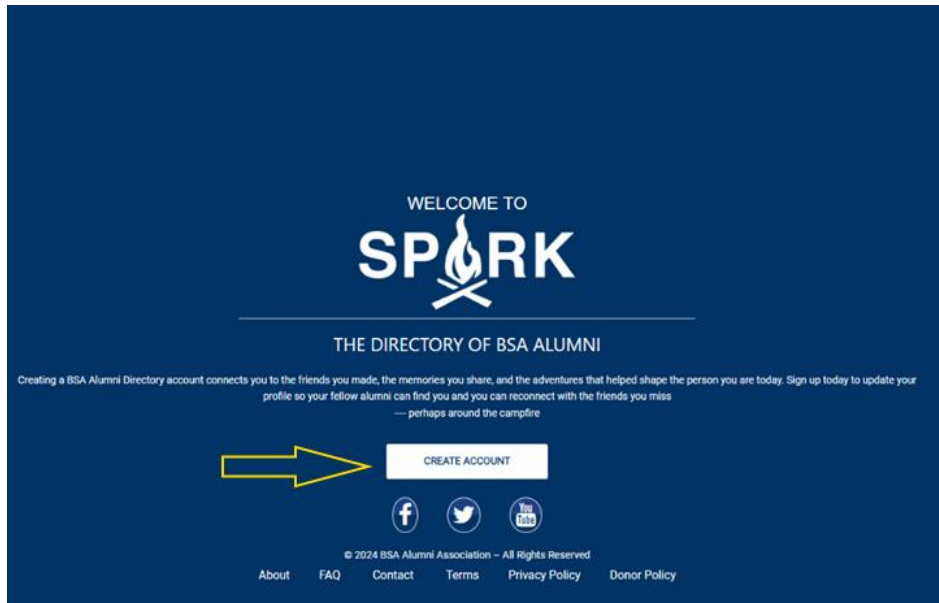 WELCOME TO
SPARK
THE DIRECTORY OF BSA ALUMNI
Creating a BSA Alumni Directory account connects you to the friends you made, the memories you share, and the adventures that helped shape the person you are today. Sign up today to update your
profile so your fellow alumni can find you and you can reconnect with the friends you miss
— perhaps around the campfire
CREATE ACCOUNT
You Tube
© 2024 BSA Alumni Association – All Rights Reserved
About FAQ Contact Terms Privacy Policy Donor Policy